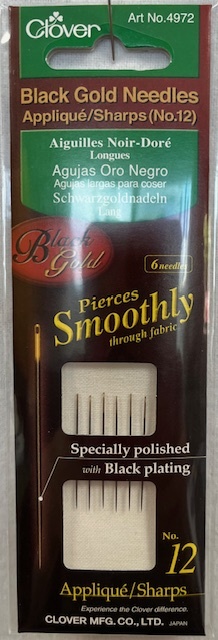 Clover
Art No.4972
Black Gold Needles
Appliqué/Sharps (No.12)
Aiguilles Noir-Doré
Longues
Agujas Oro Negro
Agujas largas para coser
Schwarzgoldnadeln
Lang
Black
Gold
6 needles
Pierces
Smoothly
through fabric
Specially polished
with Black plating
No.
12
Appliqué/Sharps
Experience the Clover difference.
CLOVER MFG. CO., LTD. JAPAN